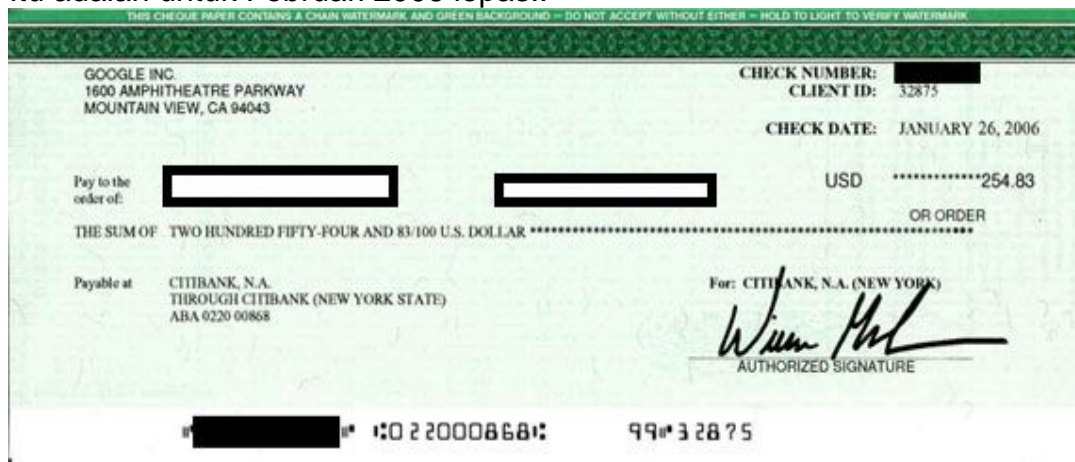 THIS CHEQUE PAPER CONTAINS A CHAIN WATERMARK AND GREEN BACKGROUND - DO NOT ACCEPT WITHOUT EITHER - HOLD TO LIGHT TO VERIFY WATERMARK
GOOGLE INC.
1600 AMPHITHEATRE PARKWAY
MOUNTAIN VIEW, CA 94043
CHECK NUMBER:
CLIENT ID: 32875
CHECK DATE: JANUARY 26, 2006
Pay to the
order of:
USD ************254.83
OR ORDER
THE SUM OF TWO HUNDRED FIFTY-FOUR AND 83/100 U.S. DOLLAR
Payable at CITIBANK, N.A.
THROUGH CITIBANK (NEW YORK STATE)
ABA 0220 00868
For: CITIBANK, N.A. (NEW YORK)
AUTHORIZED SIGNATURE
⑆022000868⑆ 99⑈32875